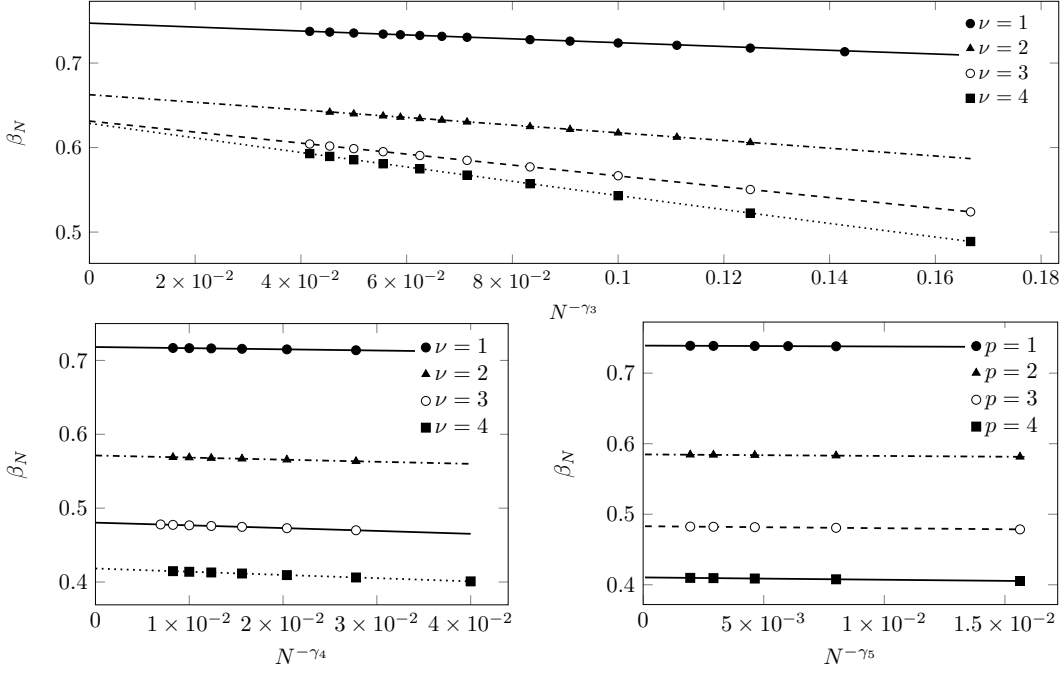 ν = 1
ν = 2
ν = 3
ν = 4
0.7
0.6
0.5
β_N
0
2 × 10^−2
4 × 10^−2
6 × 10^−2
8 × 10^−2
0.1
0.12
0.14
0.16
0.18
N^−γ_3
ν = 1
ν = 2
ν = 3
ν = 4
0.7
0.6
0.5
0.4
β_N
0
1 × 10^−2
2 × 10^−2
3 × 10^−2
4 × 10^−2
N^−γ_4
p = 1
p = 2
p = 3
p = 4
0.7
0.6
0.5
0.4
β_N
0
5 × 10^−3
1 × 10^−2
1.5 × 10^−2
N^−γ_5